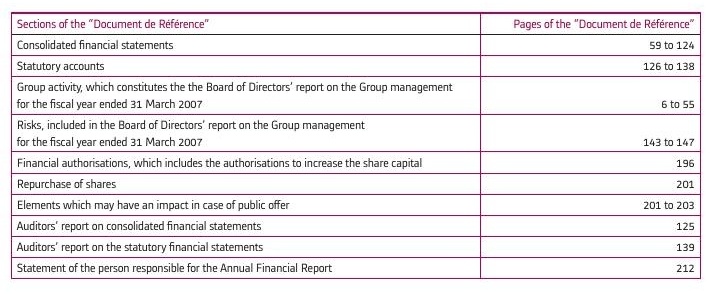 Sections of the “Document de Référence” Pages of the “Document de Référence”
Consolidated financial statements 59 to 124
Statutory accounts 126 to 138
Group activity, which constitutes the the Board of Directors’ report on the Group management
for the fiscal year ended 31 March 2007 6 to 55
Risks, included in the Board of Directors’ report on the Group management
for the fiscal year ended 31 March 2007 143 to 147
Financial authorisations, which includes the authorisations to increase the share capital 196
Repurchase of shares 201
Elements which may have an impact in case of public offer 201 to 203
Auditors’ report on consolidated financial statements 125
Auditors’ report on the statutory financial statements 139
Statement of the person responsible for the Annual Financial Report 212